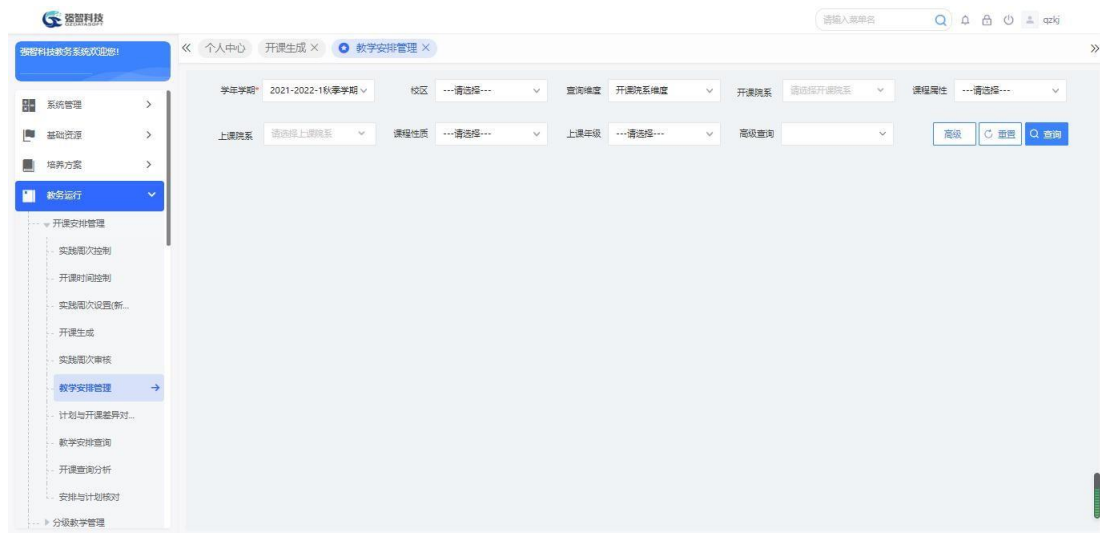 强智科技
QZDATASOFT
请输入菜单名
qzkj
强智科技教务系统欢迎您!
个人中心 开课生成 × 教学安排管理 ×
学年学期* 2021-2022-1秋季学期 校区 ---请选择--- 查询维度 开课院系维度 开课院系 请选择开课院系 课程属性 ---请选择---
上课院系 请选择上课院系 课程性质 ---请选择--- 上课年级 ---请选择--- 高级查询 高级 重置 查询
系统管理
基础资源
培养方案
教务运行
开课安排管理
实践周次控制
开课时间控制
实践周次设置(新...
开课生成
实践周次审核
教学安排管理
计划与开课差异对...
教学安排查询
开课查询分析
安排与计划核对
分级教学管理